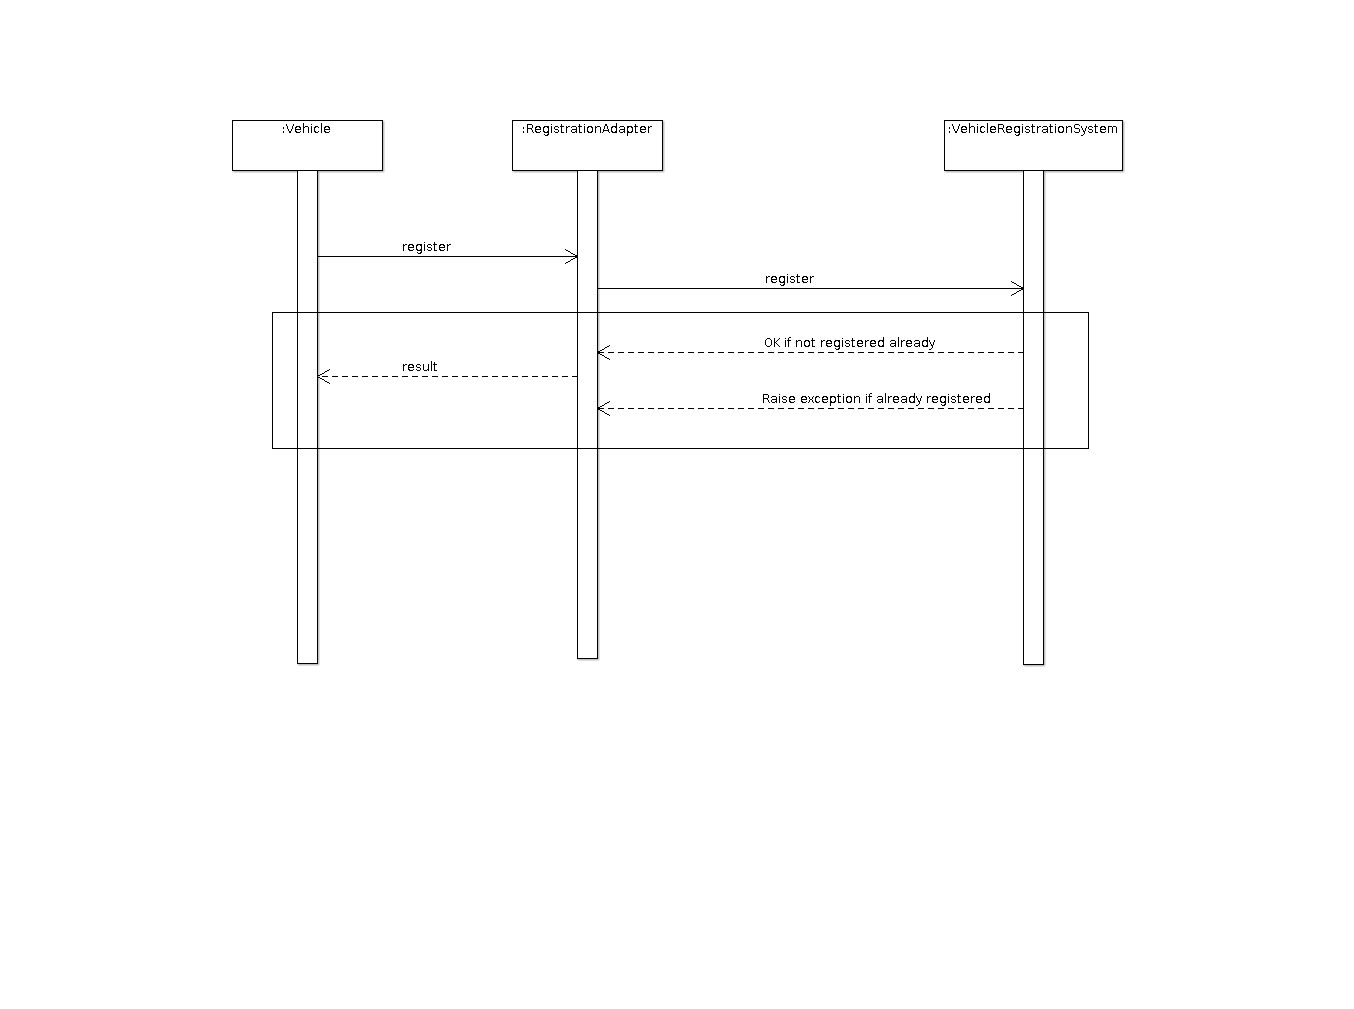 :Vehicle
:RegistrationAdapter
:VehicleRegistrationSystem
register
register
OK if not registered already
result
Raise exception if already registered